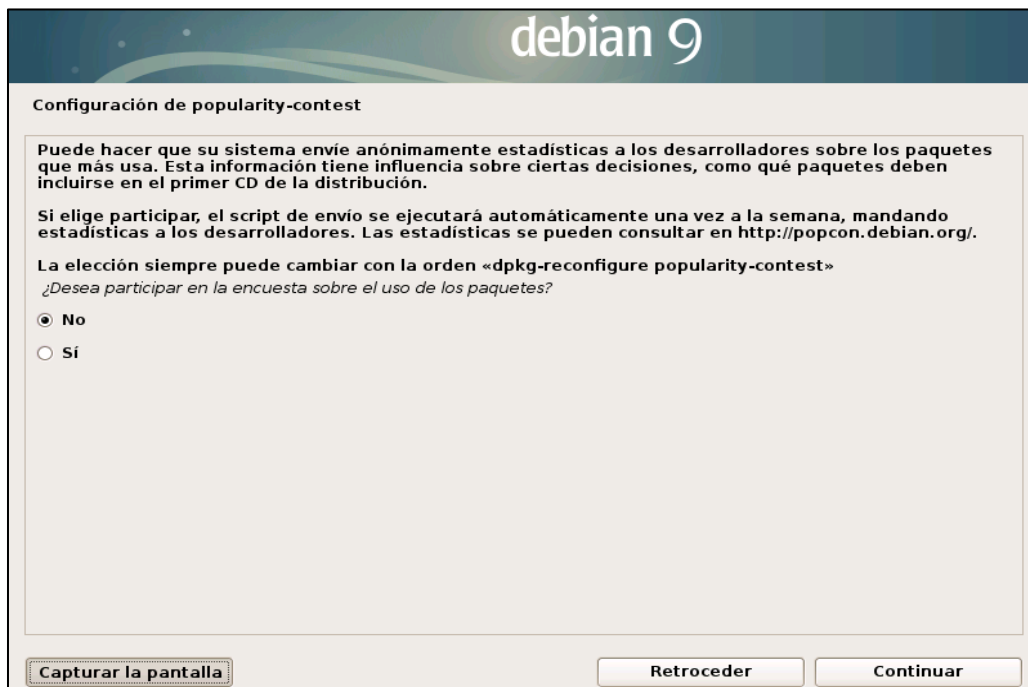 debian 9
Configuración de popularity-contest
Puede hacer que su sistema envíe anónimamente estadísticas a los desarrolladores sobre los paquetes
que más usa. Esta información tiene influencia sobre ciertas decisiones, como qué paquetes deben
incluirse en el primer CD de la distribución.
Si elige participar, el script de envío se ejecutará automáticamente una vez a la semana, mandando
estadísticas a los desarrolladores. Las estadísticas se pueden consultar en http://popcon.debian.org/.
La elección siempre puede cambiar con la orden «dpkg-reconfigure popularity-contest»
¿Desea participar en la encuesta sobre el uso de los paquetes?
No
Sí
Capturar la pantalla
Retroceder
Continuar